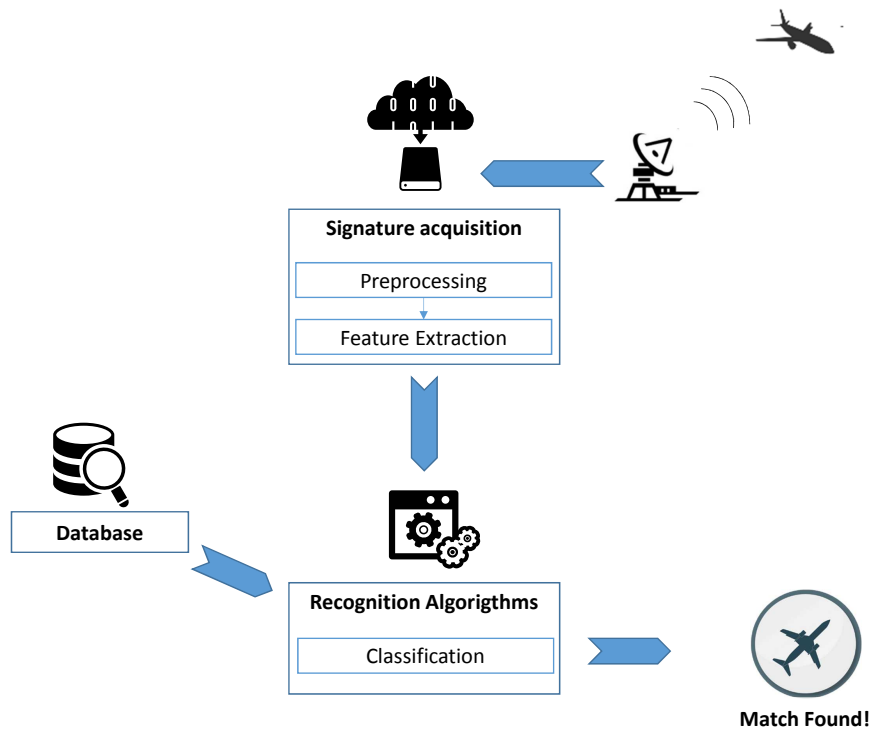 Signature acquisition
Preprocessing
Feature Extraction
Database
Recognition Algorigthms
Classification
Match Found!